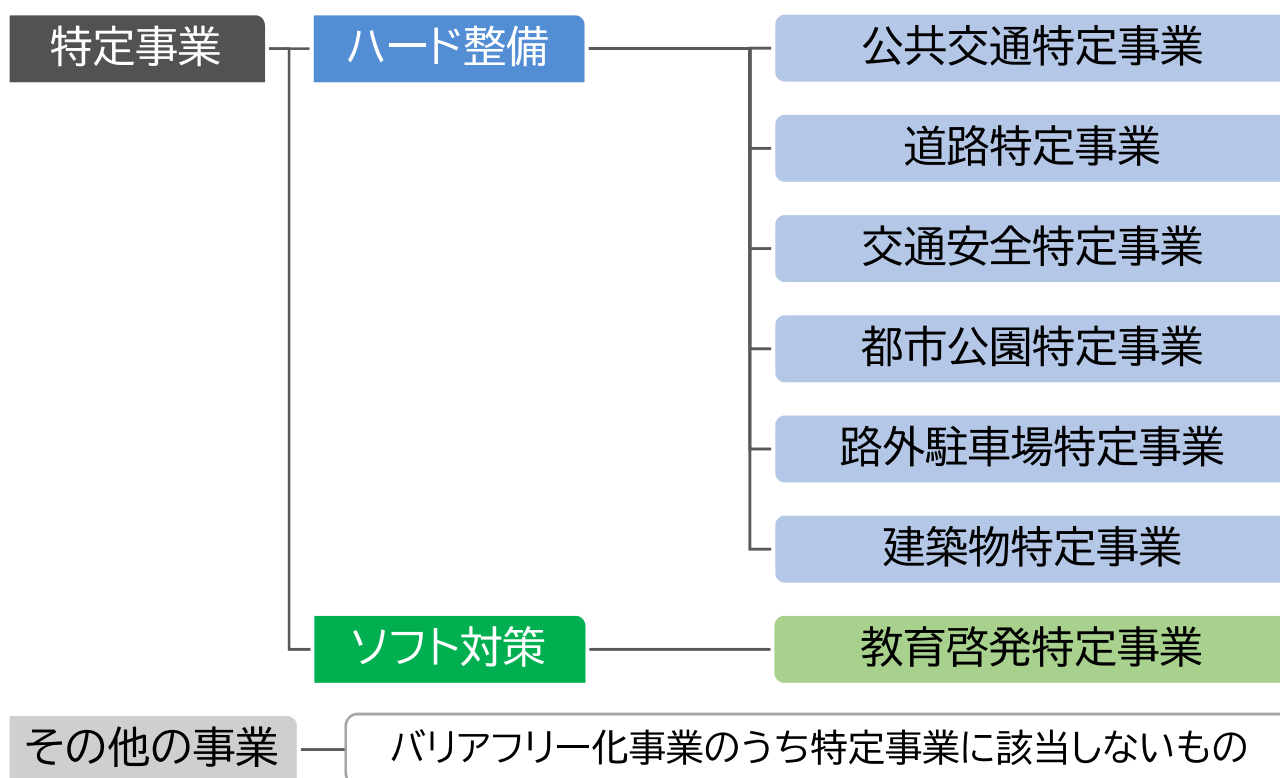 特定事業
ハード整備
公共交通特定事業
道路特定事業
交通安全特定事業
都市公園特定事業
路外駐車場特定事業
建築物特定事業
ソフト対策
教育啓発特定事業
その他の事業
バリアフリー化事業のうち特定事業に該当しないもの